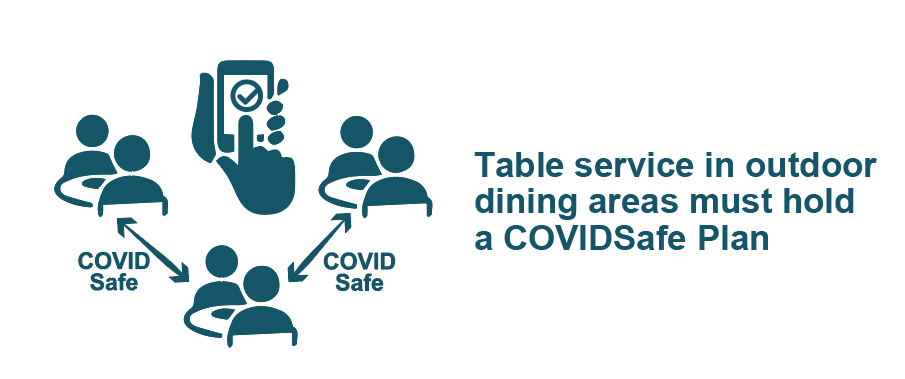 Table service in outdoor
dining areas must hold
a COVIDSafe Plan
COVID
Safe
COVID
Safe